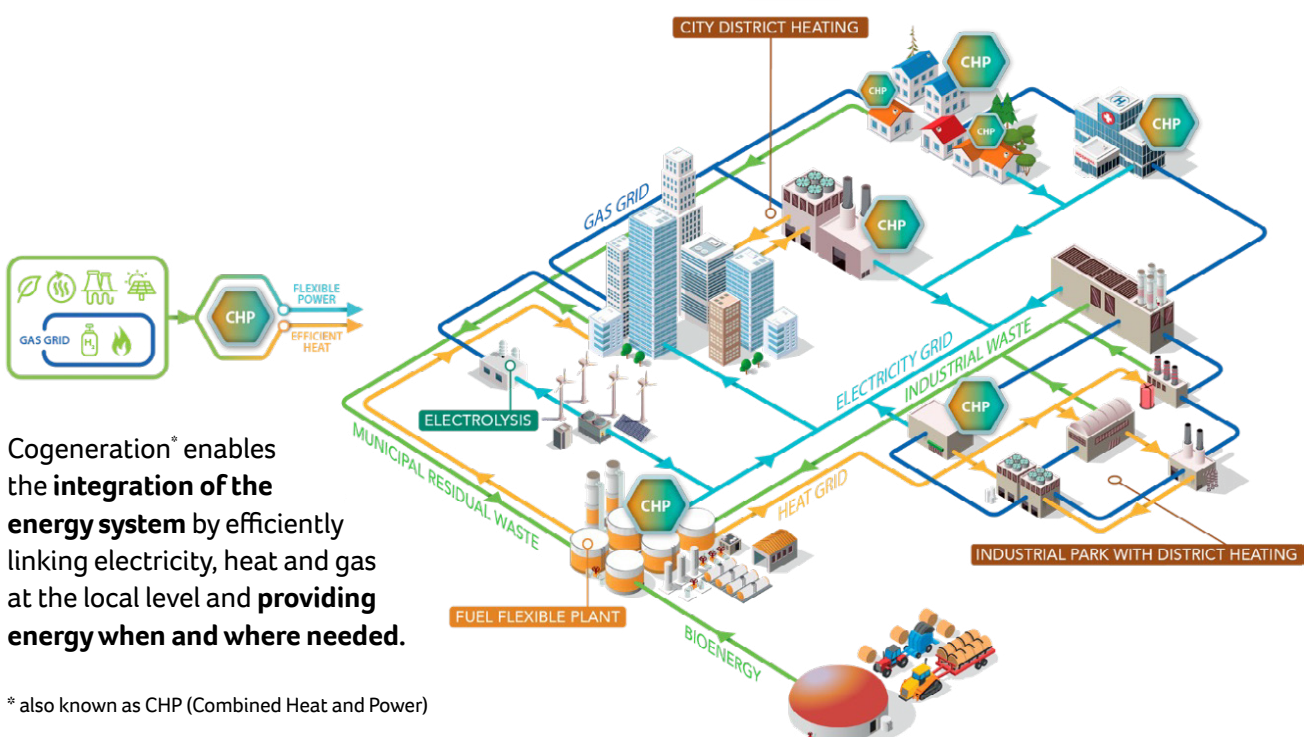 CITY DISTRICT HEATING
CHP
CHP
CHP
CHP
H
GAS GRID
CHP
GAS GRID
H₂
CHP
FLEXIBLE
POWER
EFFICIENT
HEAT
ELECTRICITY GRID
INDUSTRIAL WASTE
CHP
ELECTROLYSIS
MUNICIPAL RESIDUAL WASTE
Cogeneration* enables
the integration of the
energy system by efficiently
linking electricity, heat and gas
at the local level and providing
energy when and where needed.
CHP
HEAT GRID
INDUSTRIAL PARK WITH DISTRICT HEATING
FUEL FLEXIBLE PLANT
BIOENERGY
* also known as CHP (Combined Heat and Power)